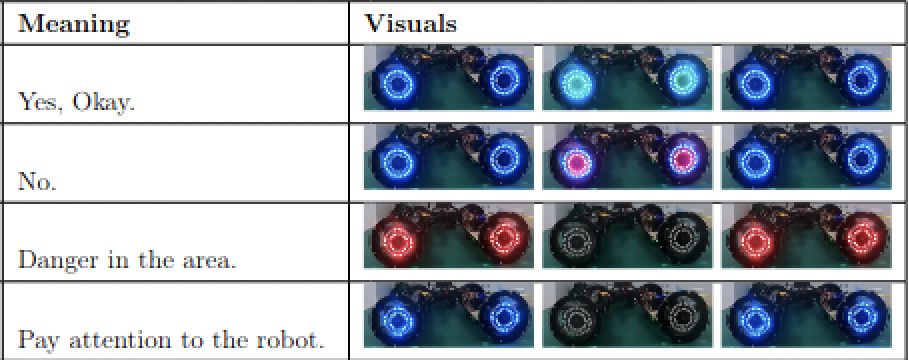 Meaning Visuals
Yes, Okay.
No.
Danger in the area.
Pay attention to the robot.